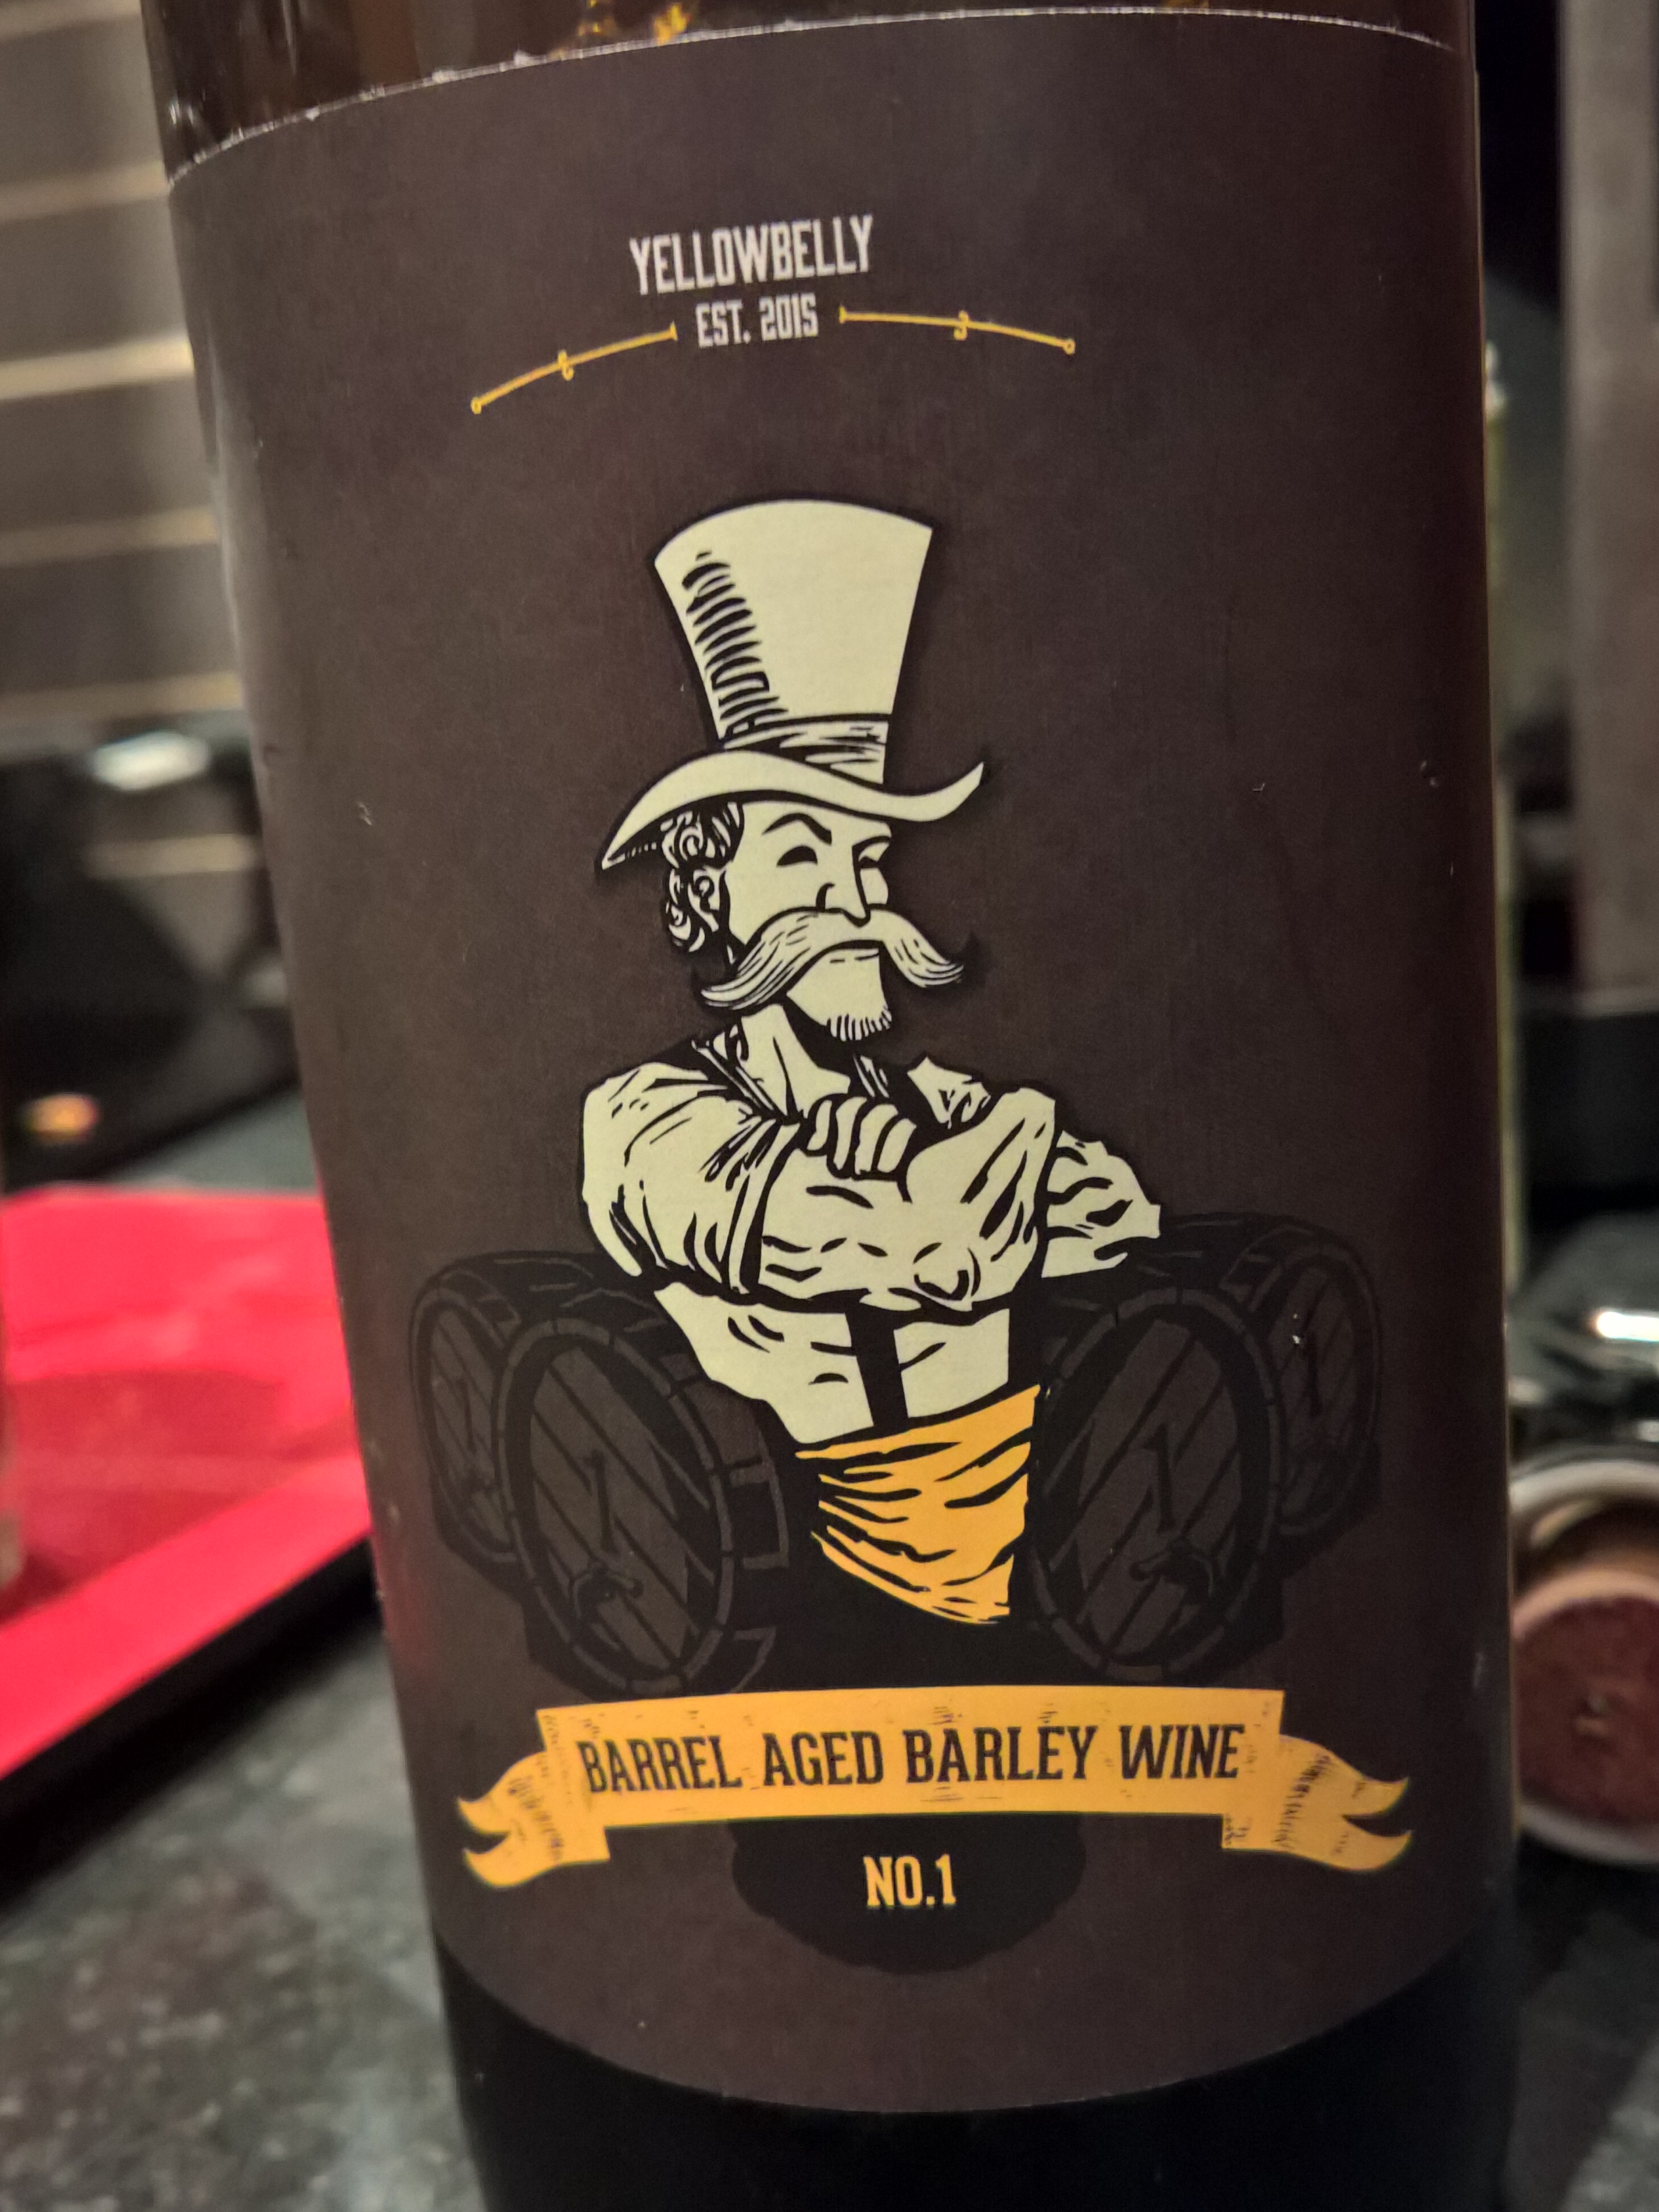 YELLOWBELLY
EST. 2015
BARREL AGED BARLEY WINE
NO.1